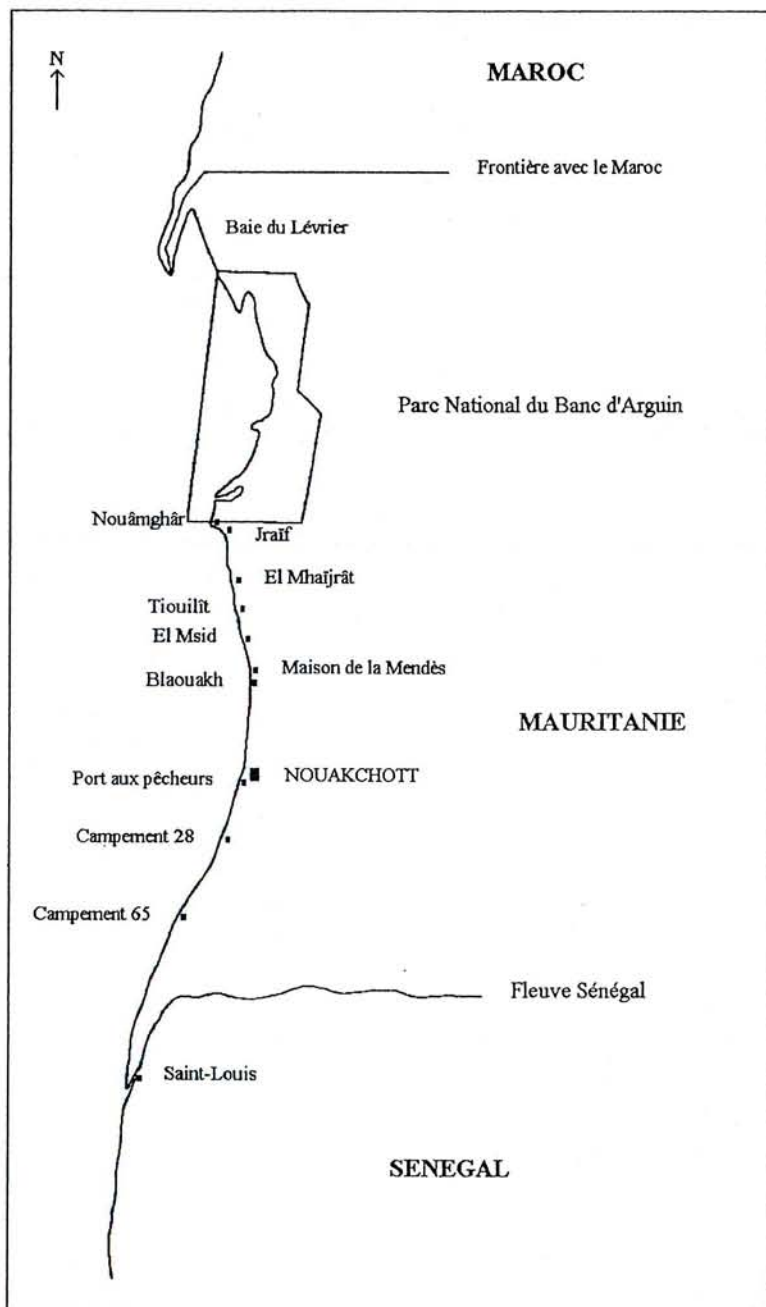 N
MAROC
Frontière avec le Maroc
Baie du Lévrier
Parc National du Banc d'Arguin
Nouâmghâr
Jraïf
El Mhaïjrât
Tiouilît
El Msid
Maison de la Mendès
Blaouakh
MAURITANIE
Port aux pêcheurs
NOUAKCHOTT
Campement 28
Campement 65
Fleuve Sénégal
Saint-Louis
SENEGAL